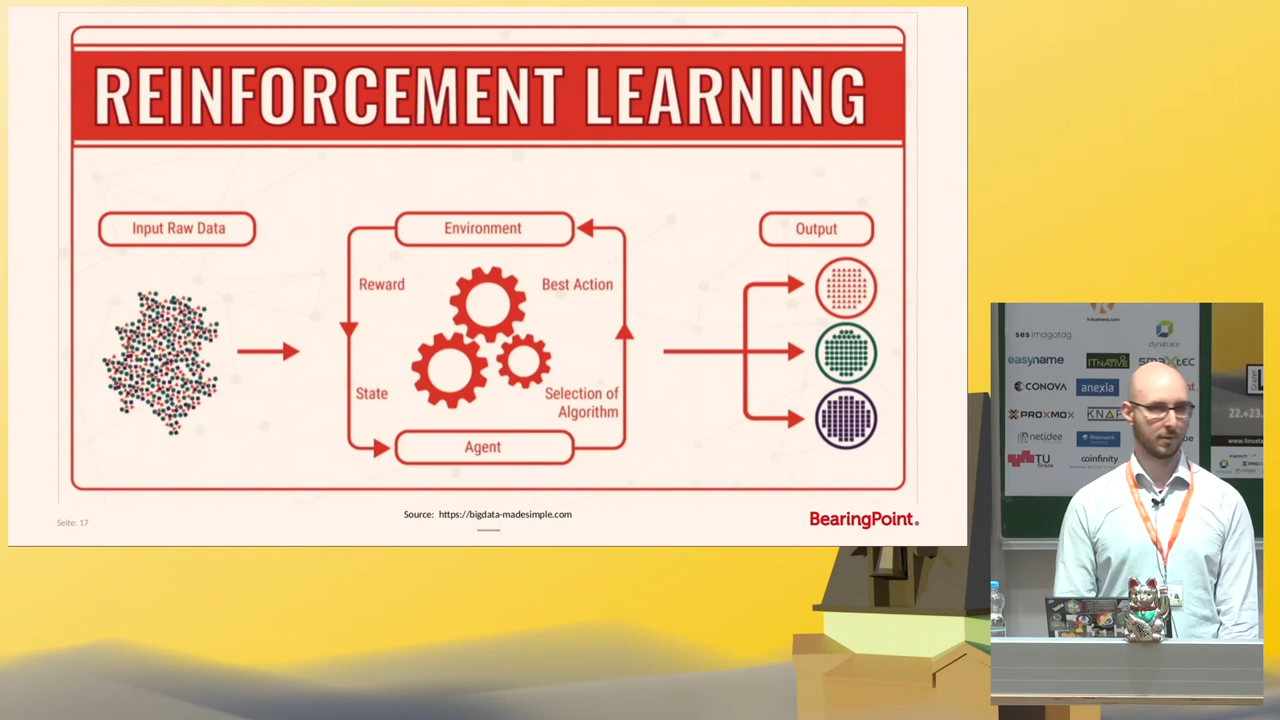 REINFORCEMENT LEARNING
Input Raw Data
Environment
Output
Reward
Best Action
State
Selection of
Algorithm
Agent
Seite: 17
Source: https://bigdata-madesimple.com
BearingPoint.
ses imagotag
dynatrace
easyname
ITNATIVE
CONOVA
anexia
PROXMOX
netidee
TU
coinfinity
22.+23.